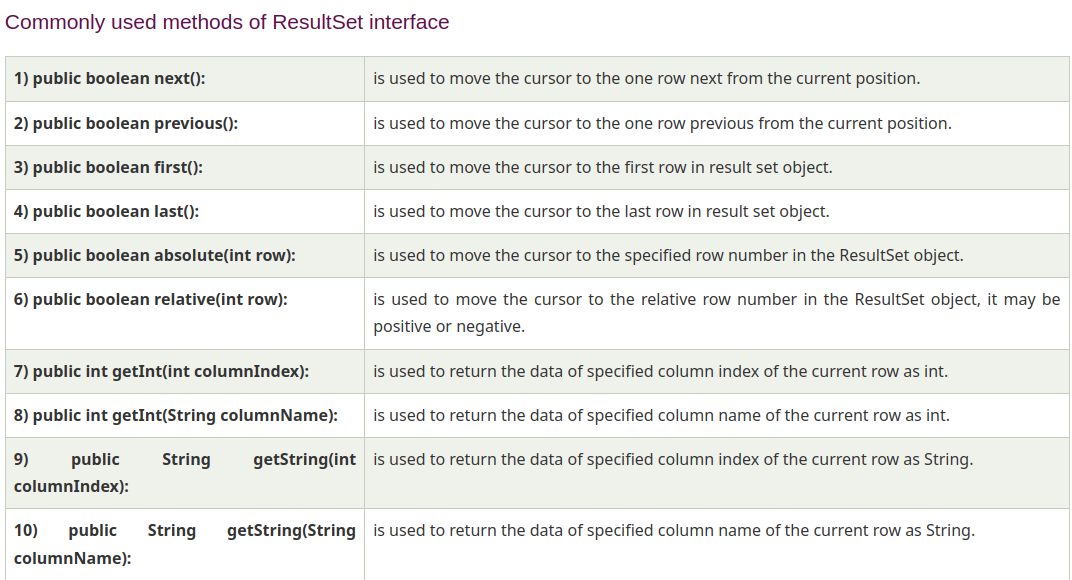 Commonly used methods of ResultSet interface
1) public boolean next():
is used to move the cursor to the one row next from the current position.
2) public boolean previous():
is used to move the cursor to the one row previous from the current position.
3) public boolean first():
is used to move the cursor to the first row in result set object.
4) public boolean last():
is used to move the cursor to the last row in result set object.
5) public boolean absolute(int row):
is used to move the cursor to the specified row number in the ResultSet object.
6) public boolean relative(int row):
is used to move the cursor to the relative row number in the ResultSet object, it may be
positive or negative.
7) public int getInt(int columnIndex):
is used to return the data of specified column index of the current row as int.
8) public int getInt(String columnName):
is used to return the data of specified column name of the current row as int.
9) public String getString(int
columnIndex):
is used to return the data of specified column index of the current row as String.
10) public String getString(String
columnName):
is used to return the data of specified column name of the current row as String.